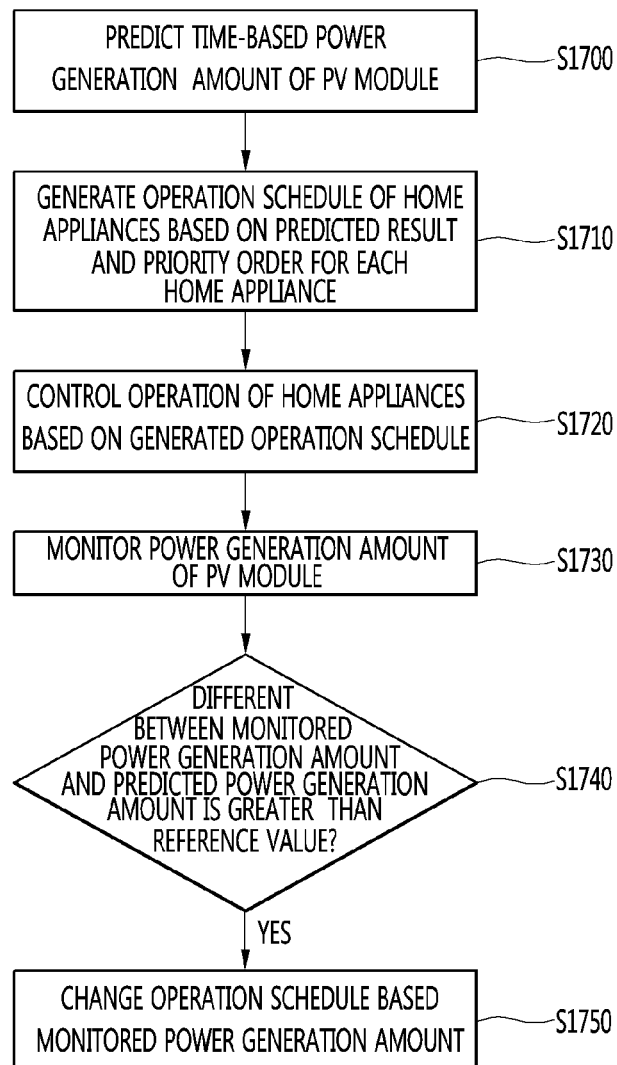 PREDICT TIME-BASED POWER
GENERATION AMOUNT OF PV MODULE
S1700
GENERATE OPERATION SCHEDULE OF HOME
APPLIANCES BASED ON PREDICTED RESULT
AND PRIORITY ORDER FOR EACH
HOME APPLIANCE
S1710
CONTROL OPERATION OF HOME APPLIANCES
BASED ON GENERATED OPERATION SCHEDULE
S1720
MONITOR POWER GENERATION AMOUNT
OF PV MODULE
S1730
DIFFERENT
BETWEEN MONITORED
POWER GENERATION AMOUNT
AND PREDICTED POWER GENERATION
AMOUNT IS GREATER THAN
REFERENCE VALUE?
S1740
YES
CHANGE OPERATION SCHEDULE BASED
MONITORED POWER GENERATION AMOUNT
S1750